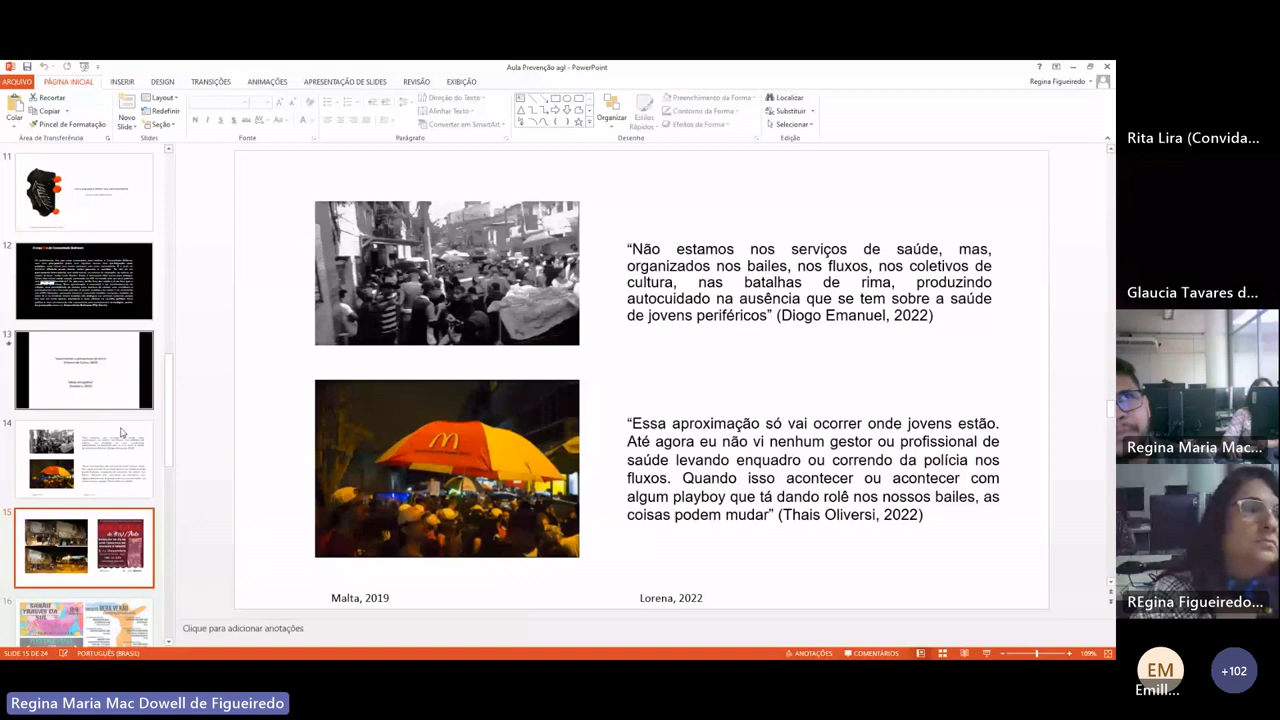 Aula Prevenção agl - PowerPoint
ARQUIVO PÁGINA INICIAL INSERIR DESIGN TRANSIÇÕES ANIMAÇÕES APRESENTAÇÃO DE SLIDES REVISÃO EXIBIÇÃO
Regina Figueiredo
Colar
Recortar
Copiar
Pincel de Formatação
Área de Transferência
Novo
Slide
Layout
Redefinir
Seção
Slides
Fonte
Direção do Texto
Alinhar Texto
Converter em SmartArt
Parágrafo
Organizar
Estilos
Rápidos
Preenchimento da Forma
Contorno da Forma
Efeitos de Forma
Desenho
Localizar
Substituir
Selecionar
Edição
11
12
13
14
15
16
“Não estamos nos serviços de saúde, mas,
organizados nos bailes, nos fluxos, nos coletivos de
cultura, nas batalhas de rima, produzindo
autocuidado na ausência que se tem sobre a saúde
de jovens periféricos” (Diogo Emanuel, 2022)
“Essa aproximação só vai ocorrer onde jovens estão.
Até agora eu não vi nenhum gestor ou profissional de
saúde levando enquadro ou correndo da polícia nos
fluxos. Quando isso acontecer ou acontecer com
algum playboy que tá dando rolê nos nossos bailes, as
coisas podem mudar” (Thais Oliversi, 2022)
Malta, 2019
Lorena, 2022
Clique para adicionar anotações
SLIDE 15 DE 24 PORTUGUÊS (BRASIL)
ANOTAÇÕES COMENTÁRIOS 109%
Rita Lira (Convida...
Glaucia Tavares d...
Regina Maria Mac...
REgina Figueiredo...
EM
Emill...
+102
Regina Maria Mac Dowell de Figueiredo